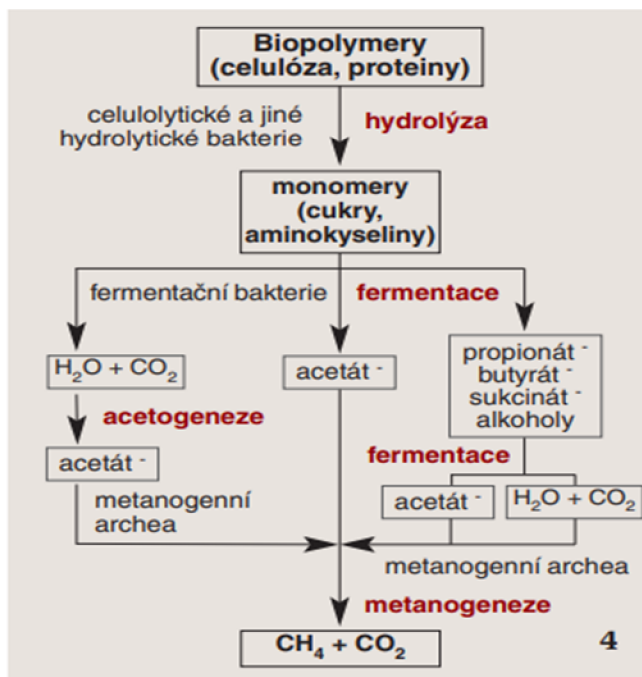 Biopolymery
(celulóza, proteiny)
celulolytické a jiné
hydrolytické bakterie
hydrolýza
monomery
(cukry,
aminokyseliny)
fermentační bakterie
fermentace
H₂O + CO₂
acetát ⁻
propionát ⁻
butyrát ⁻
sukcinát ⁻
alkoholy
acetogeneze
fermentace
acetát ⁻
acetát ⁻
H₂O + CO₂
metanogenní
archea
metanogenní archea
metanogeneze
CH₄ + CO₂
4